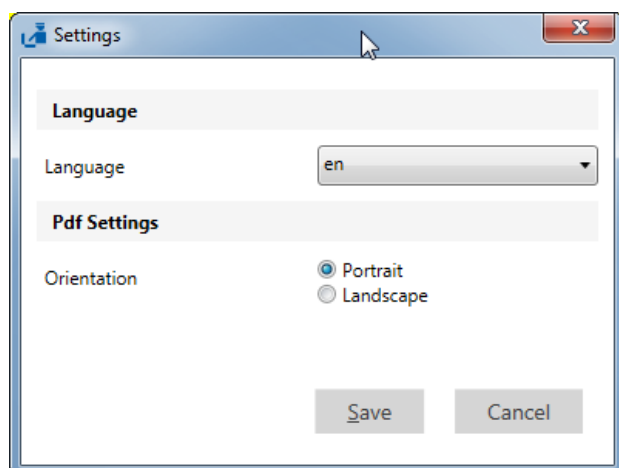 Settings
Language
Language en
Pdf Settings
Orientation Portrait
Landscape
Save Cancel